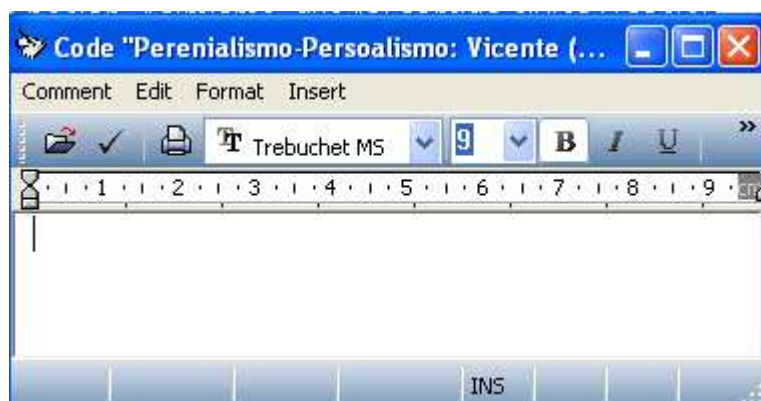 Code "Perenialismo-Persoalismo: Vicente (...
Comment Edit Format Insert
Trebuchet MS 9 B I U »
1 2 3 4 5 6 7 8 9 cm
INS